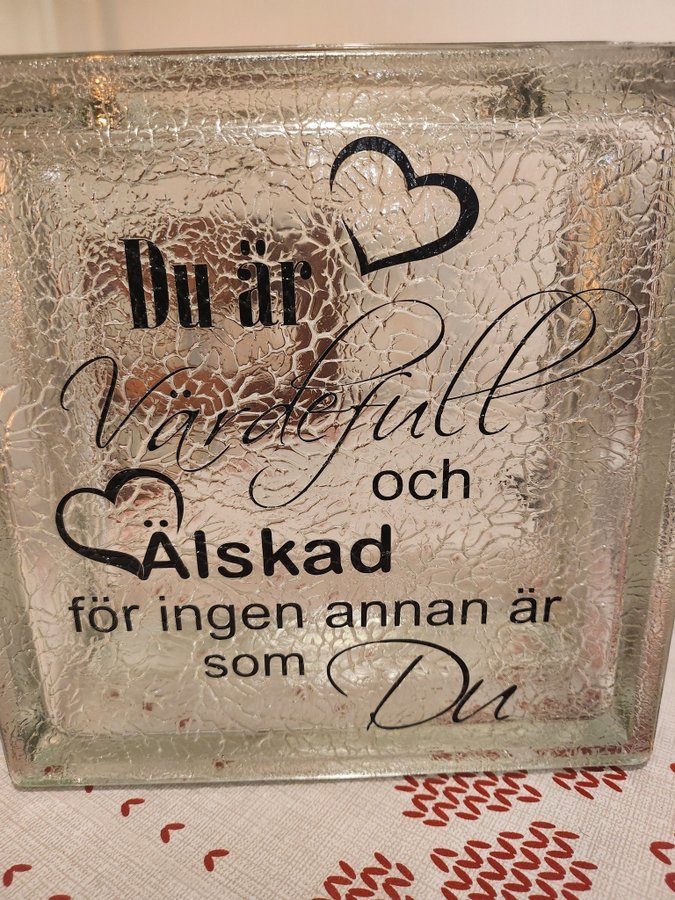 Du är
Värdefull
och
Älskad
för ingen annan är
som Du